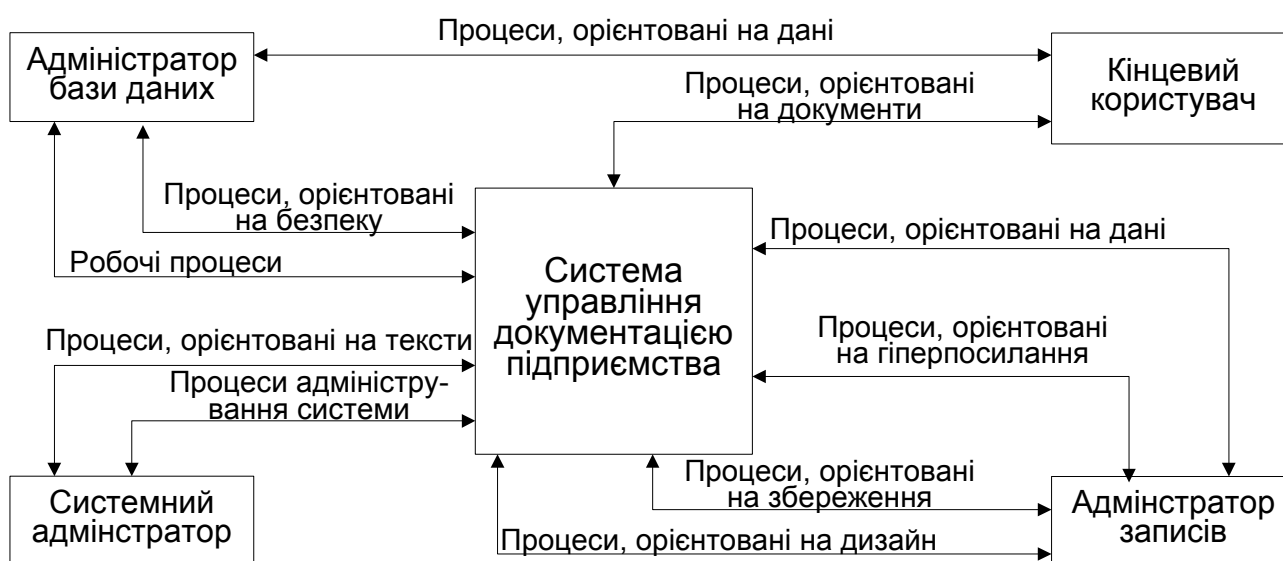 Процеси, орієнтовані на дані
Адміністратор
бази даних
Кінцевий
користувач
Процеси, орієнтовані
на документи
Процеси, орієнтовані
на безпеку
Процеси, орієнтовані на дані
Робочі процеси
Система
управління
документацією
підприємства
Процеси, орієнтовані на тексти
Процеси, орієнтовані
на гіперпосилання
Процеси адміністру-
вання системи
Процеси, орієнтовані
на збереження
Системний
адмінстратор
Адмінстратор
записів
Процеси, орієнтовані на дизайн